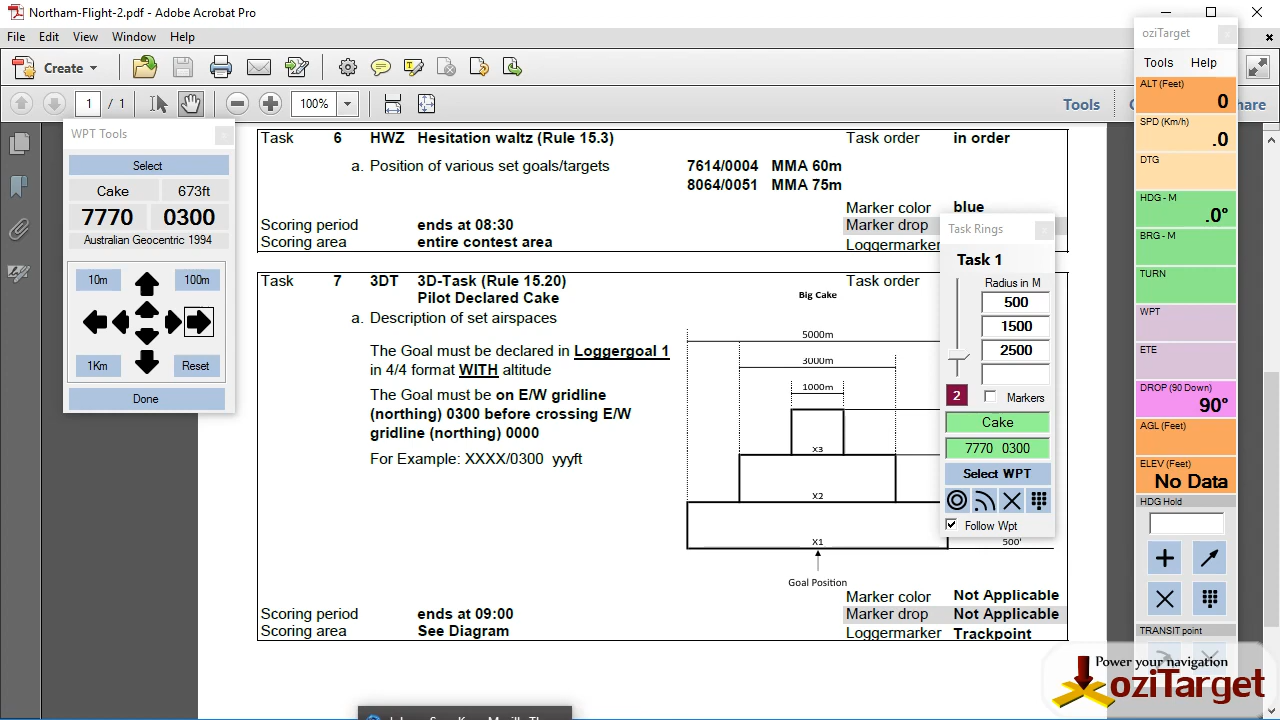 Northam-Flight-2.pdf - Adobe Acrobat Pro
File Edit View Window Help
Create
1 / 1 100% Tools
WPT Tools
Select
Cake 673ft
7770 0300
Australian Geocentric 1994
10m 100m
1Km Reset
Done
Task 6 HWZ Hesitation waltz (Rule 15.3) Task order in order
a. Position of various set goals/targets 7614/0004 MMA 60m
8064/0051 MMA 75m
Marker color blue
Scoring period ends at 08:30 Marker drop
Scoring area entire contest area Loggermarker
Task 7 3DT 3D-Task (Rule 15.20) Task order
Pilot Declared Cake
Big Cake
a. Description of set airspaces
5000m
The Goal must be declared in Loggergoal 1
in 4/4 format WITH altitude
3000m
The Goal must be on E/W gridline
(northing) 0300 before crossing E/W
gridline (northing) 0000
1000m
For Example: XXXX/0300 yyyft
X3
X2
X1
500'
Goal Position
Marker color Not Applicable
Scoring period ends at 09:00 Marker drop Not Applicable
Scoring area See Diagram Loggermarker Trackpoint
Task Rings
Task 1
Radius in M
500
1500
2500
2 Markers
Cake
7770 0300
Select WPT
Follow Wpt
oziTarget
Tools Help
ALT (Feet)
0
SPD (Km/h)
.0
DTG
HDG - M
.0°
BRG - M
TURN
WPT
ETE
DROP (90 Down)
90°
AGL (Feet)
ELEV (Feet)
No Data
HDG Hold
TRANSIT point
Power your navigation
oziTarget